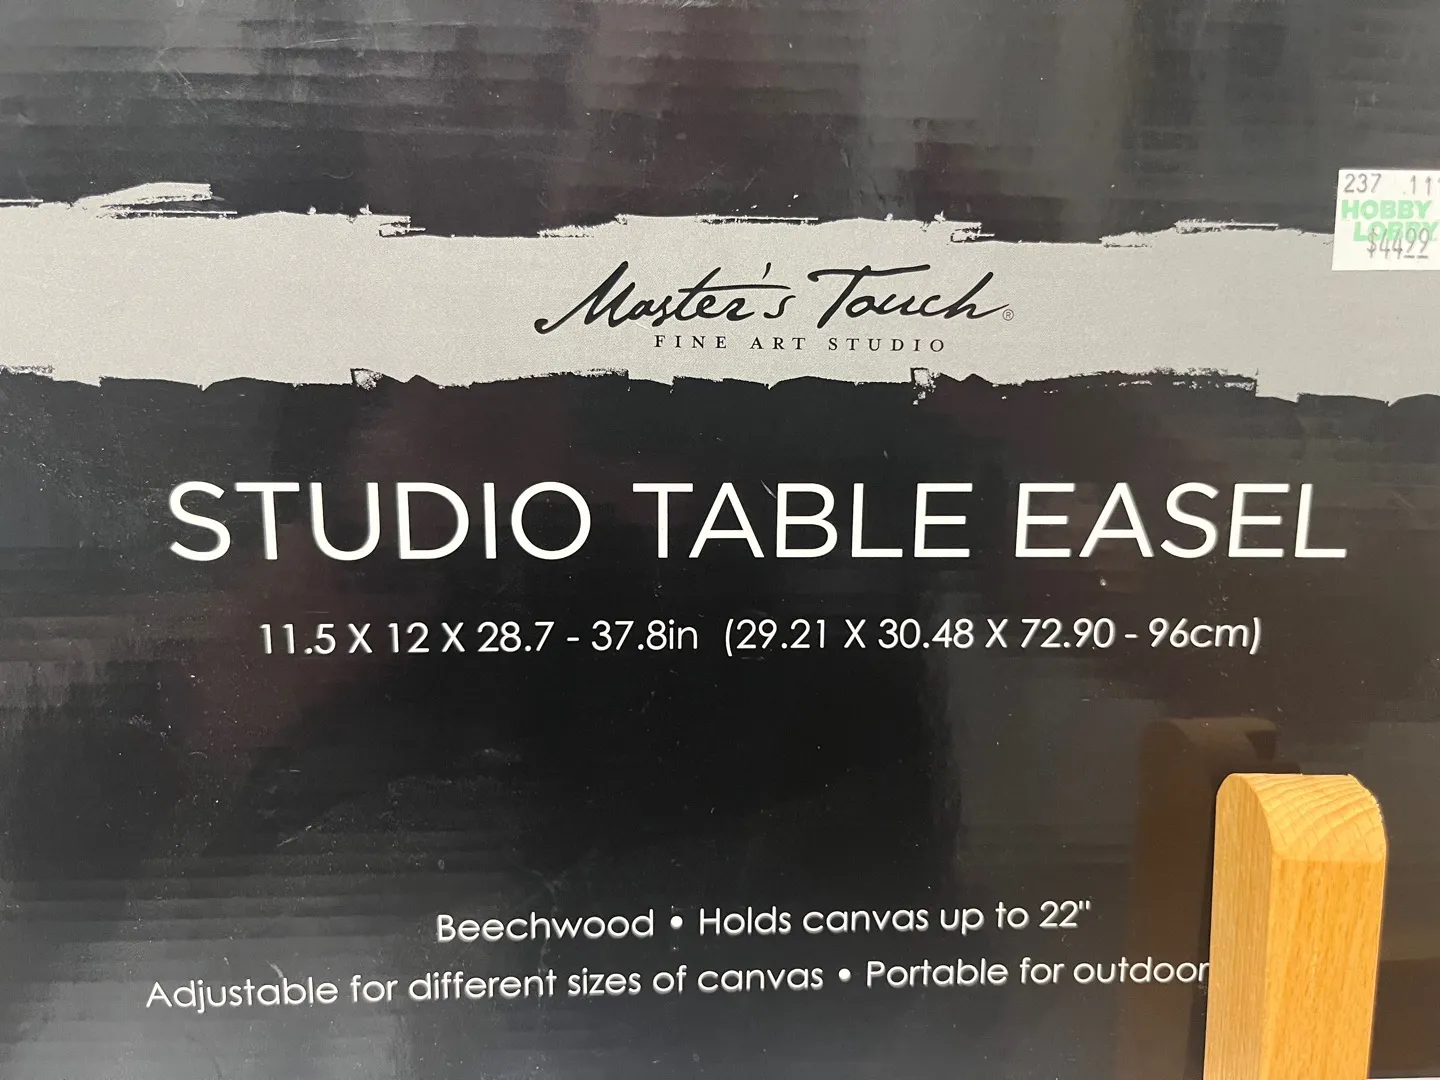 237 .11
HOBBY
LOBBY
$44.99
Master's Touch®
FINE ART STUDIO
STUDIO TABLE EASEL
11.5 X 12 X 28.7 - 37.8in (29.21 X 30.48 X 72.90 - 96cm)
Beechwood • Holds canvas up to 22"
Adjustable for different sizes of canvas • Portable for outdoor